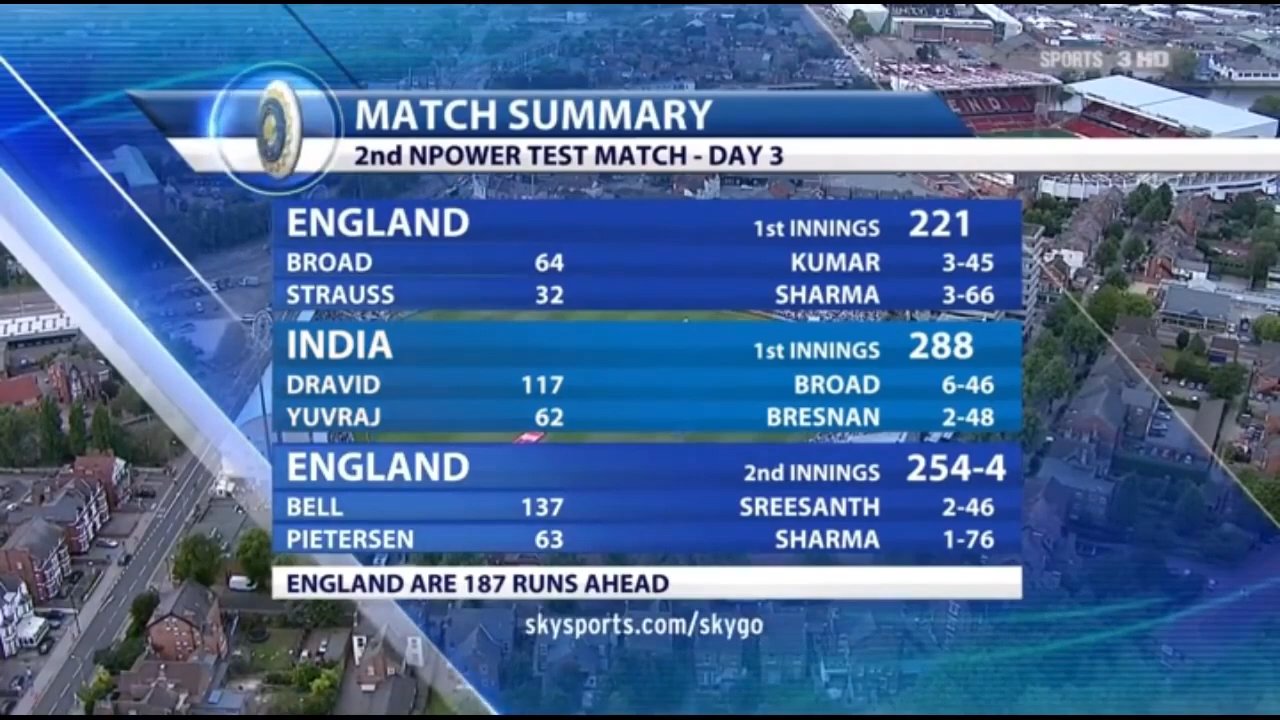 SPORTS 3 HD
MATCH SUMMARY
2nd NPOWER TEST MATCH - DAY 3
ENGLAND 1st INNINGS 221
BROAD 64 KUMAR 3-45
STRAUSS 32 SHARMA 3-66
INDIA 1st INNINGS 288
DRAVID 117 BROAD 6-46
YUVRAJ 62 BRESNAN 2-48
ENGLAND 2nd INNINGS 254-4
BELL 137 SREESANTH 2-46
PIETERSEN 63 SHARMA 1-76
ENGLAND ARE 187 RUNS AHEAD
skysports.com/skygo